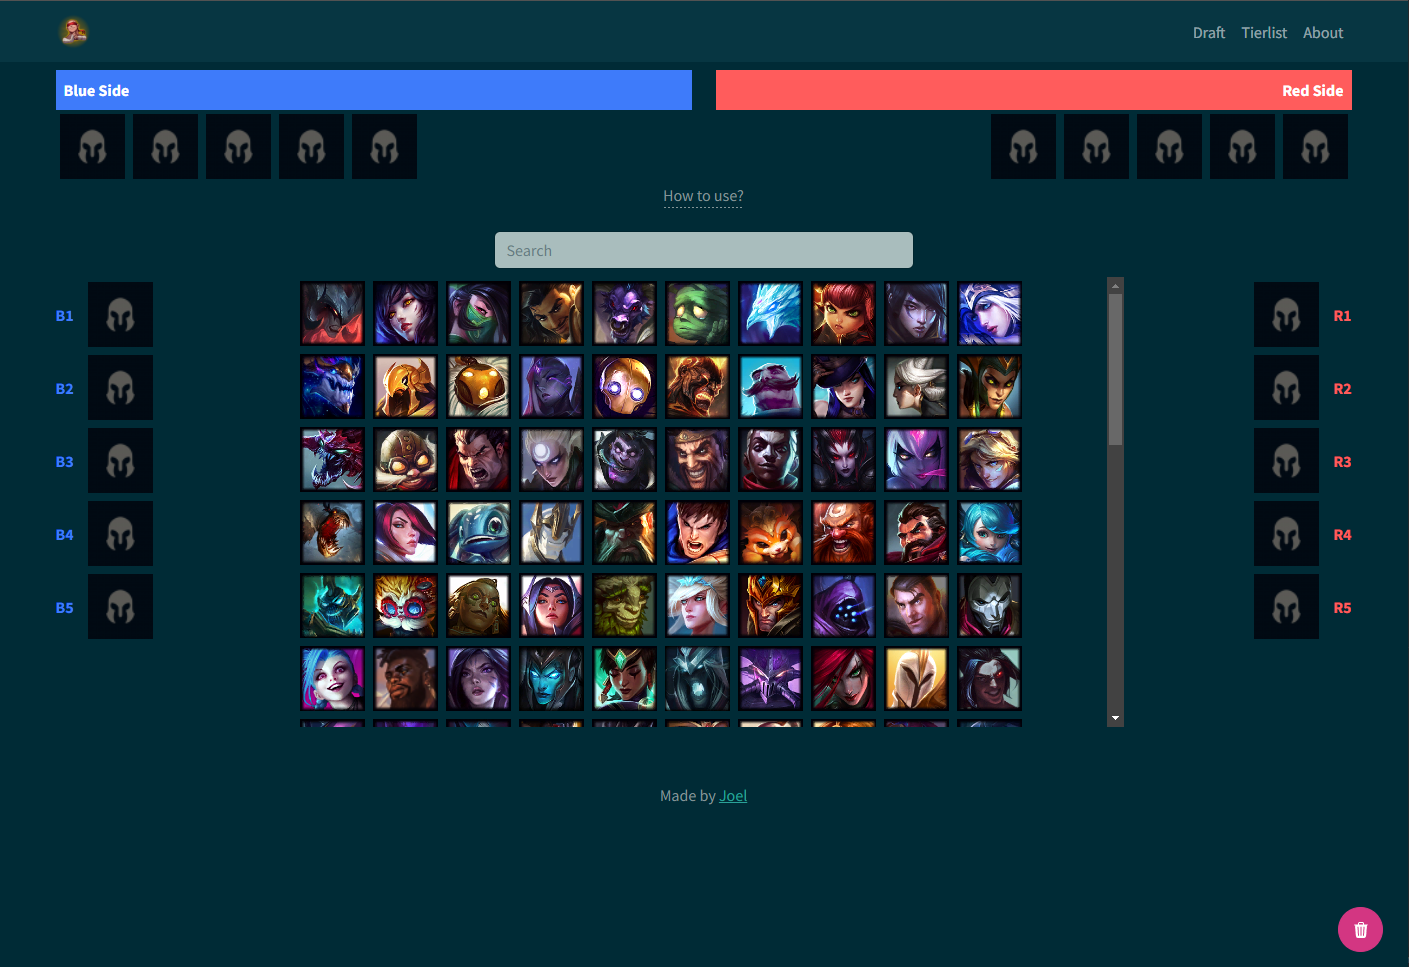 Draft Tierlist About
Blue Side
Red Side
How to use?
Search
B1
R1
B2
R2
B3
R3
B4
R4
B5
R5
Made by Joel